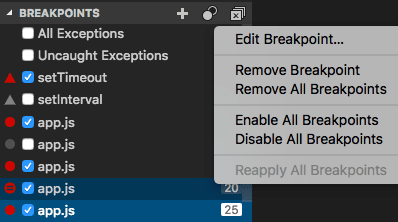 BREAKPOINTS
All Exceptions
Uncaught Exceptions
setTimeout
setInterval
app.js
app.js
app.js
app.js 20
app.js 25
Edit Breakpoint...
Remove Breakpoint
Remove All Breakpoints
Enable All Breakpoints
Disable All Breakpoints
Reapply All Breakpoints